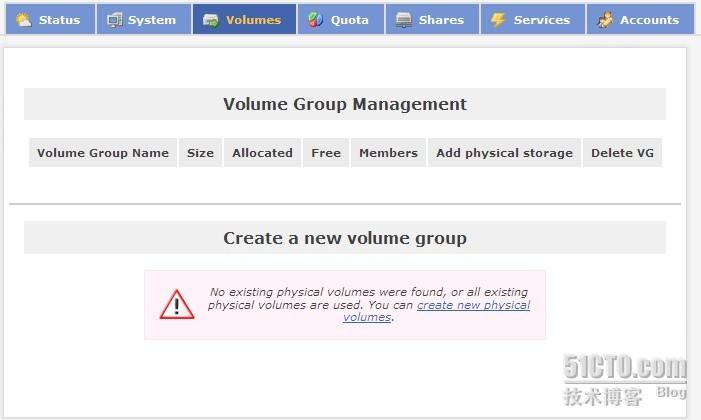 Status System Volumes Quota Shares Services Accounts
Volume Group Management
Volume Group Name Size Allocated Free Members Add physical storage Delete VG
Create a new volume group
No existing physical volumes were found, or all existing
physical volumes are used. You can create new physical
volumes.
51CTO.com
技术博客 Blog